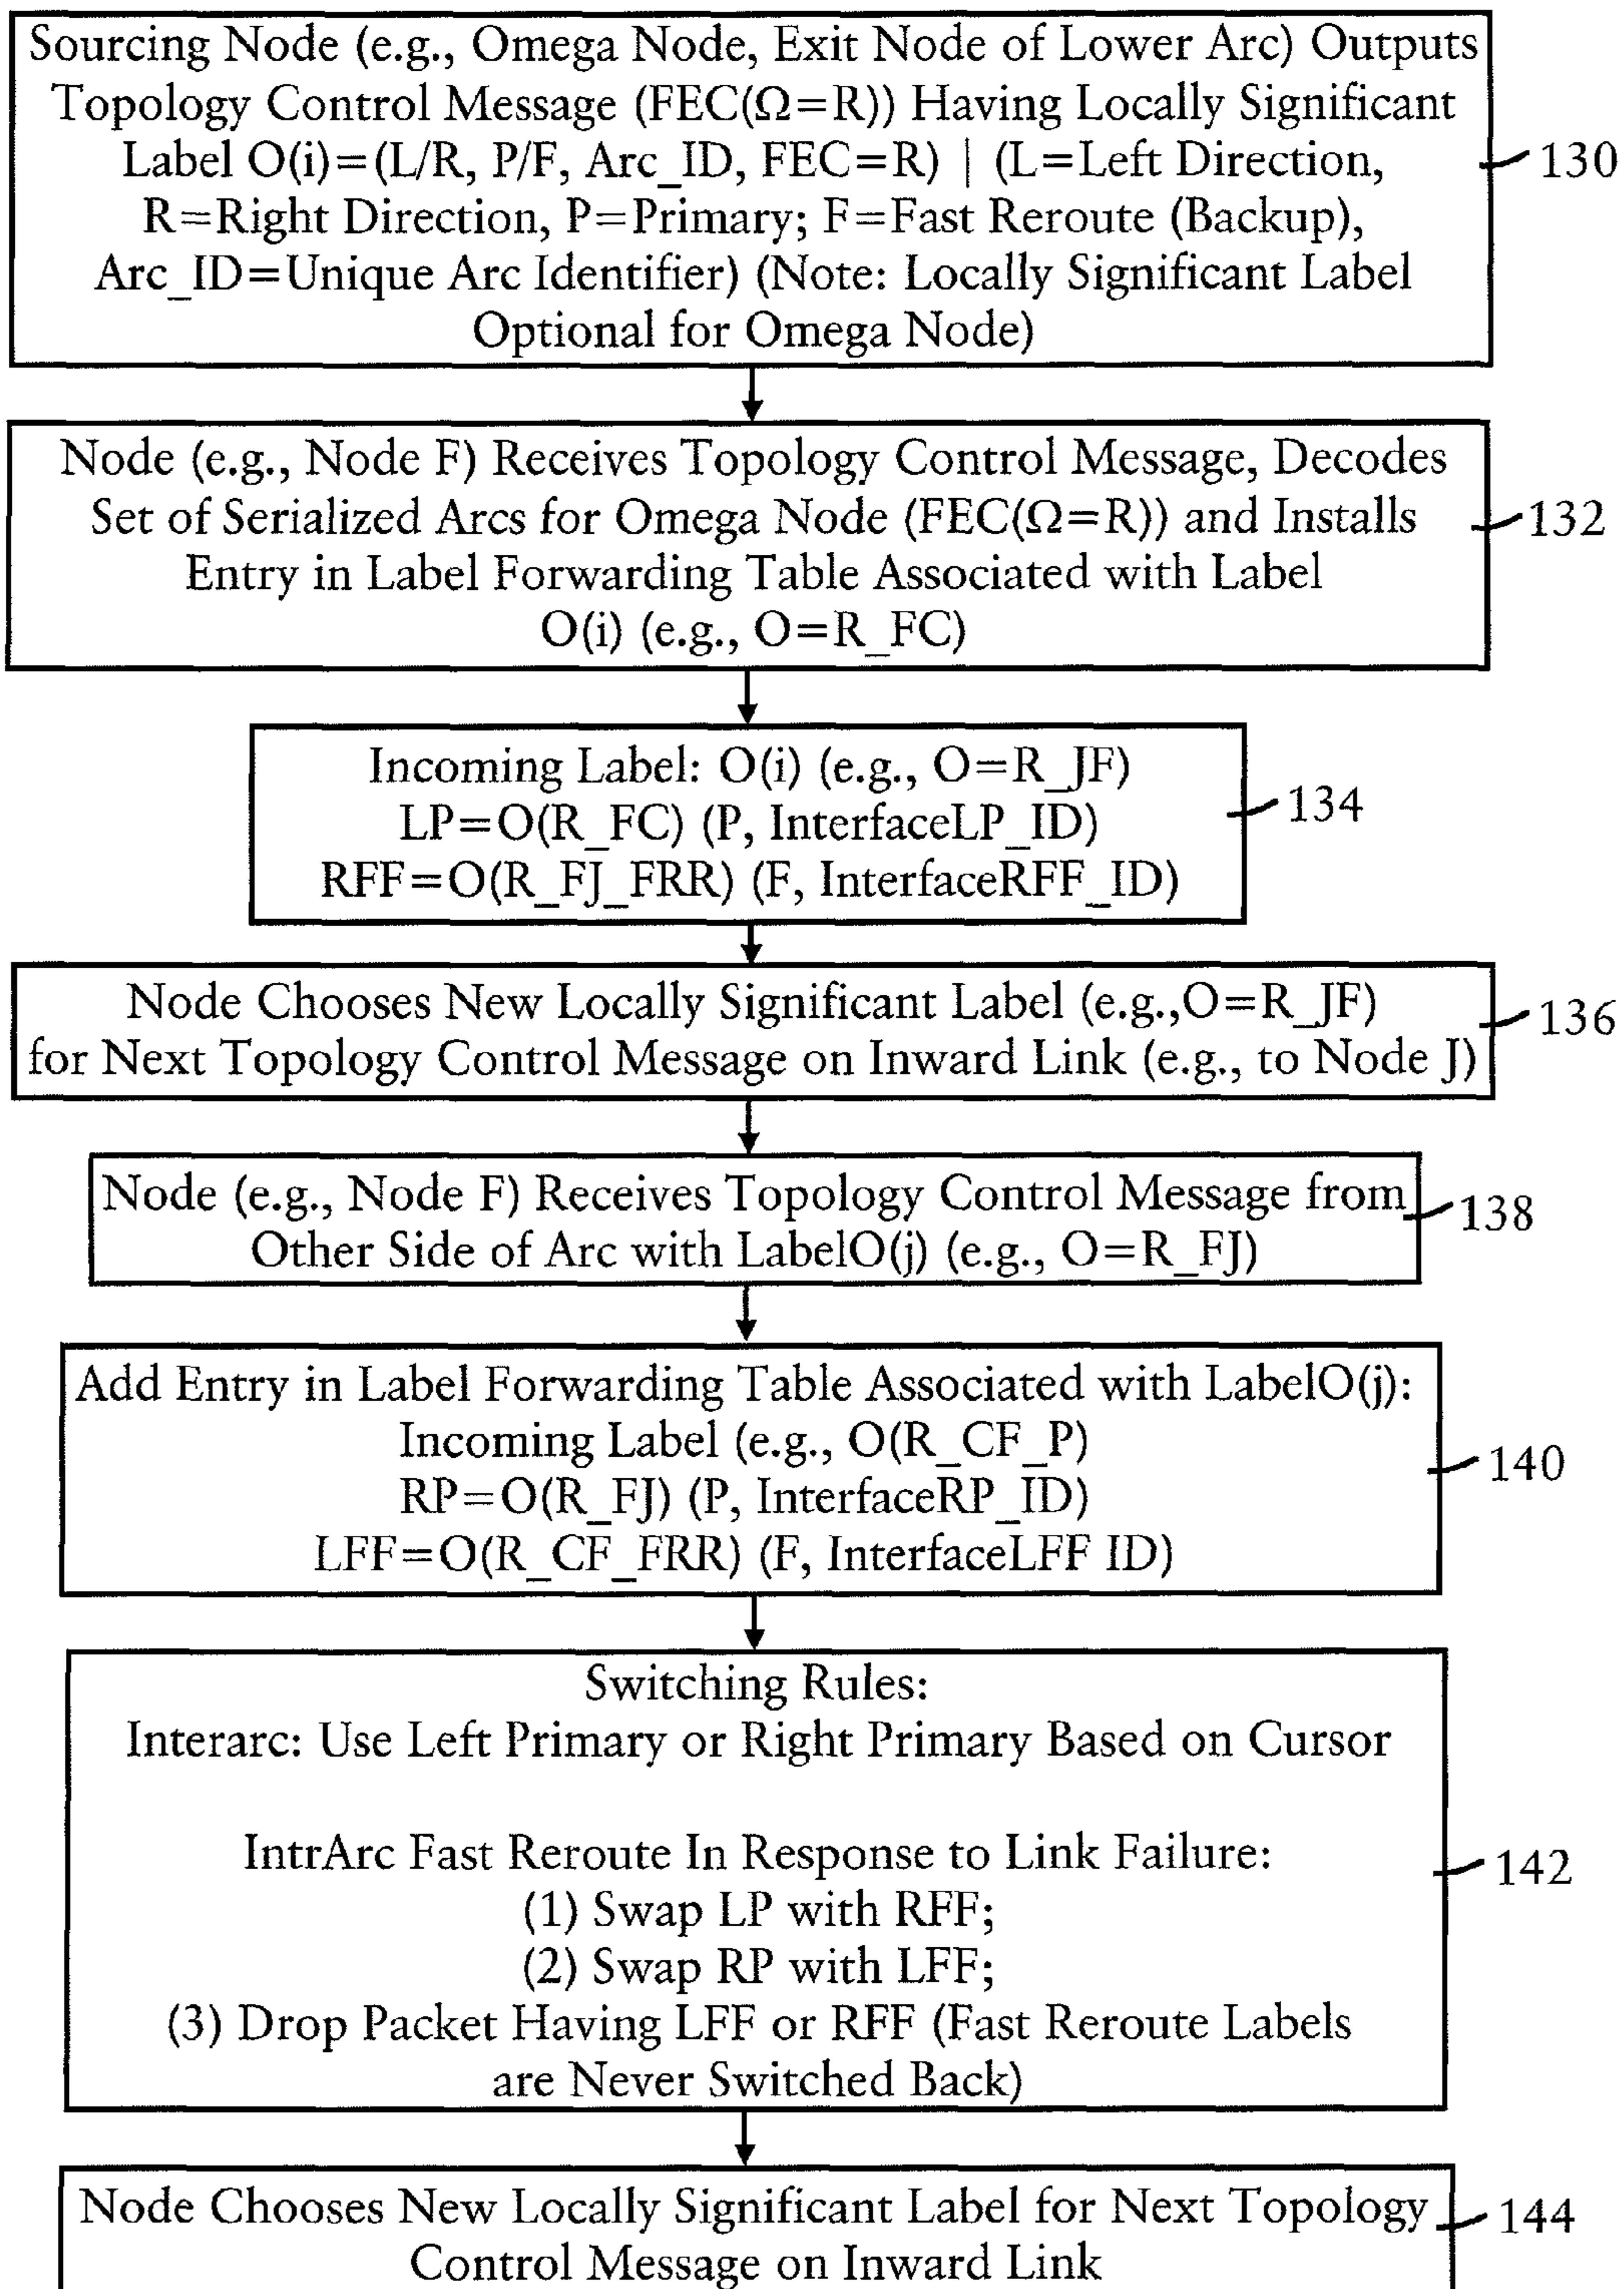 Sourcing Node (e.g., Omega Node, Exit Node of Lower Arc) Outputs
Topology Control Message (FEC(Ω=R)) Having Locally Significant
Label O(i)=(L/R, P/F, Arc_ID, FEC=R) | (L=Left Direction,
R=Right Direction, P=Primary; F=Fast Reroute (Backup),
Arc_ID=Unique Arc Identifier) (Note: Locally Significant Label
Optional for Omega Node)
130
Node (e.g., Node F) Receives Topology Control Message, Decodes
Set of Serialized Arcs for Omega Node (FEC(Ω=R)) and Installs
Entry in Label Forwarding Table Associated with Label
O(i) (e.g., O=R_FC)
132
Incoming Label: O(i) (e.g., O=R_JF)
LP=O(R_FC) (P, InterfaceLP_ID)
RFF=O(R_FJ_FRR) (F, InterfaceRFF_ID)
134
Node Chooses New Locally Significant Label (e.g.,O=R_JF)
for Next Topology Control Message on Inward Link (e.g., to Node J)
136
Node (e.g., Node F) Receives Topology Control Message from
Other Side of Arc with LabelO(j) (e.g., O=R_FJ)
138
Add Entry in Label Forwarding Table Associated with LabelO(j):
Incoming Label (e.g., O(R_CF_P)
RP=O(R_FJ) (P, InterfaceRP_ID)
LFF=O(R_CF_FRR) (F, InterfaceLFF ID)
140
Switching Rules:
Interarc: Use Left Primary or Right Primary Based on Cursor
IntrArc Fast Reroute In Response to Link Failure:
(1) Swap LP with RFF;
(2) Swap RP with LFF;
(3) Drop Packet Having LFF or RFF (Fast Reroute Labels
are Never Switched Back)
142
Node Chooses New Locally Significant Label for Next Topology
Control Message on Inward Link
144